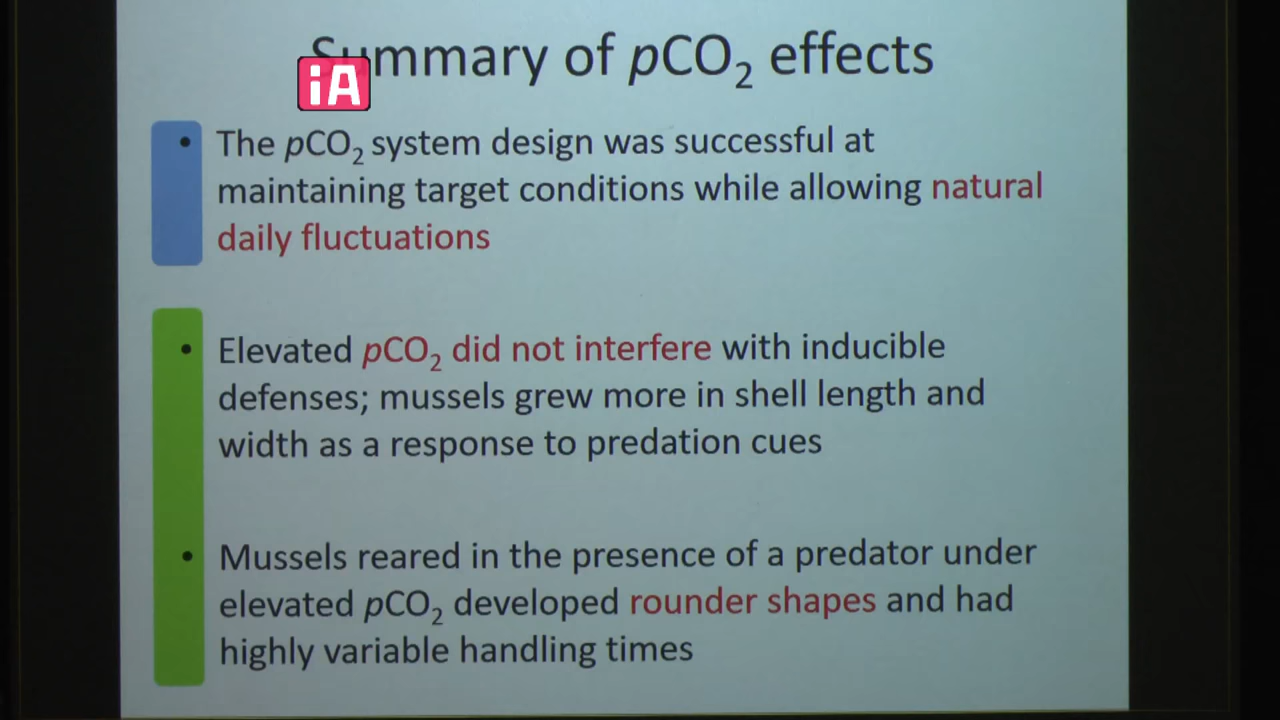 Summary of pCO₂ effects
iA
• The pCO₂ system design was successful at
maintaining target conditions while allowing natural
daily fluctuations
• Elevated pCO₂ did not interfere with inducible
defenses; mussels grew more in shell length and
width as a response to predation cues
• Mussels reared in the presence of a predator under
elevated pCO₂ developed rounder shapes and had
highly variable handling times